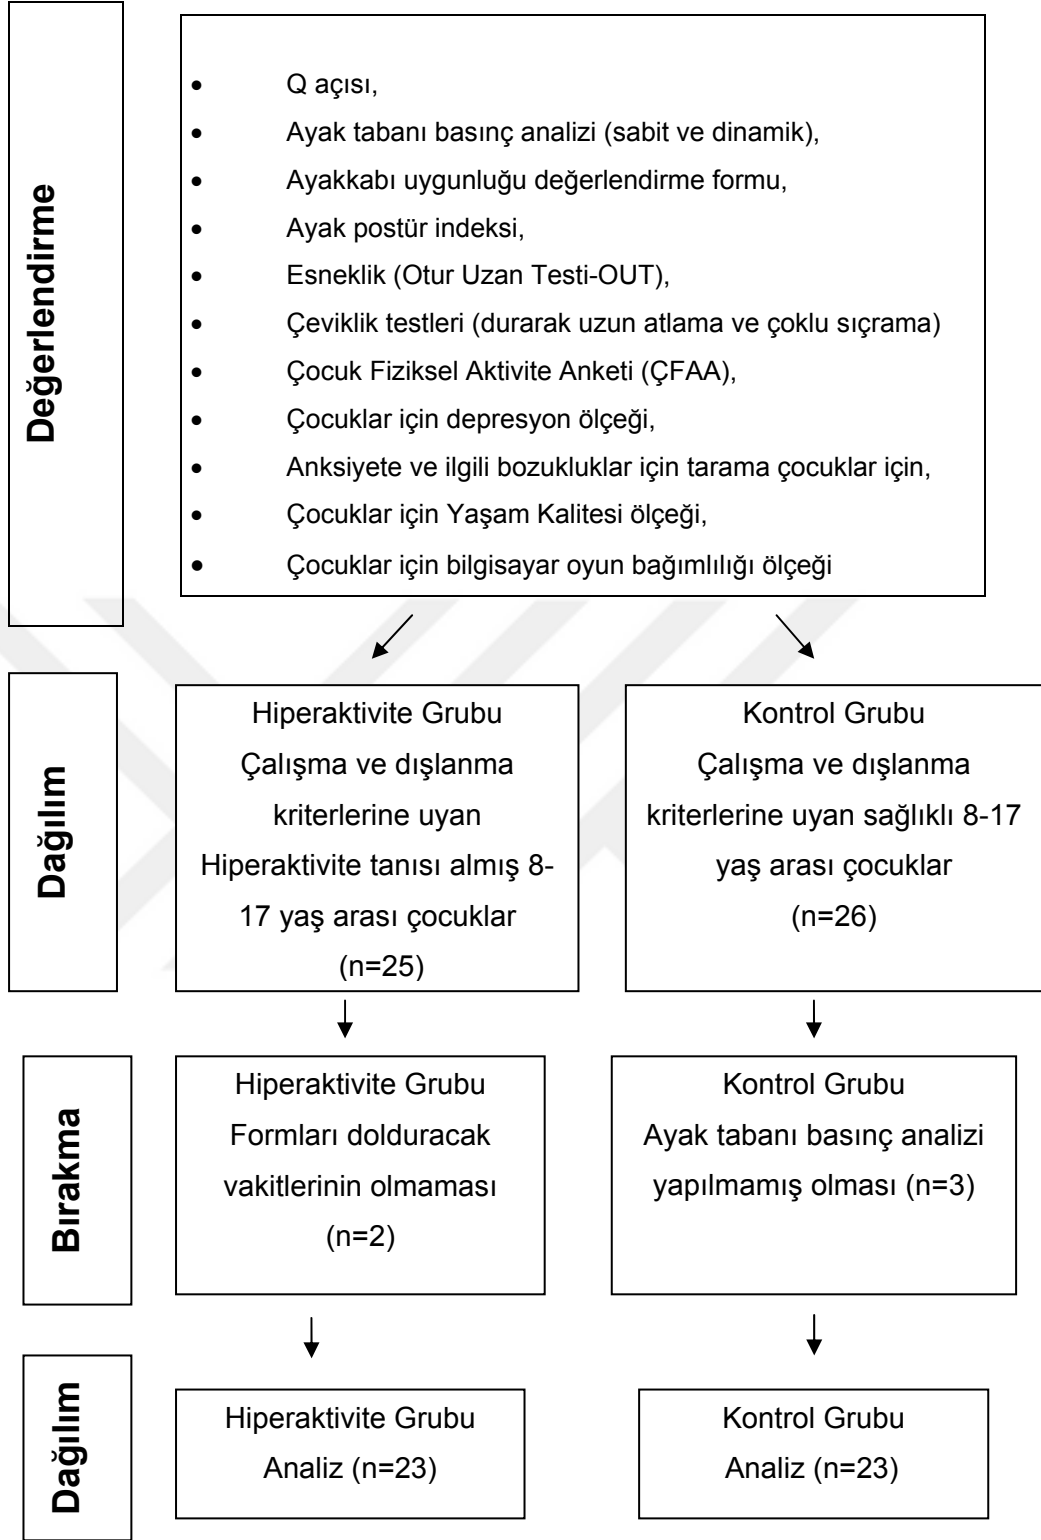 Değerlendirme
• Q açısı,
• Ayak tabanı basınç analizi (sabit ve dinamik),
• Ayakkabı uygunluğu değerlendirme formu,
• Ayak postür indeksi,
• Esneklik (Otur Uzan Testi-OUT),
• Çeviklik testleri (durarak uzun atlama ve çoklu sıçrama)
• Çocuk Fiziksel Aktivite Anketi (ÇFAA),
• Çocuklar için depresyon ölçeği,
• Anksiyete ve ilgili bozukluklar için tarama çocuklar için,
• Çocuklar için Yaşam Kalitesi ölçeği,
• Çocuklar için bilgisayar oyun bağımlılığı ölçeği
Dağılım
Hiperaktivite Grubu
Çalışma ve dışlanma
kriterlerine uyan
Hiperaktivite tanısı almış 8-
17 yaş arası çocuklar
(n=25)
Kontrol Grubu
Çalışma ve dışlanma
kriterlerine uyan sağlıklı 8-17
yaş arası çocuklar
(n=26)
Bırakma
Hiperaktivite Grubu
Formları dolduracak
vakitlerinin olmaması
(n=2)
Kontrol Grubu
Ayak tabanı basınç analizi
yapılmamış olması (n=3)
Dağılım
Hiperaktivite Grubu
Analiz (n=23)
Kontrol Grubu
Analiz (n=23)